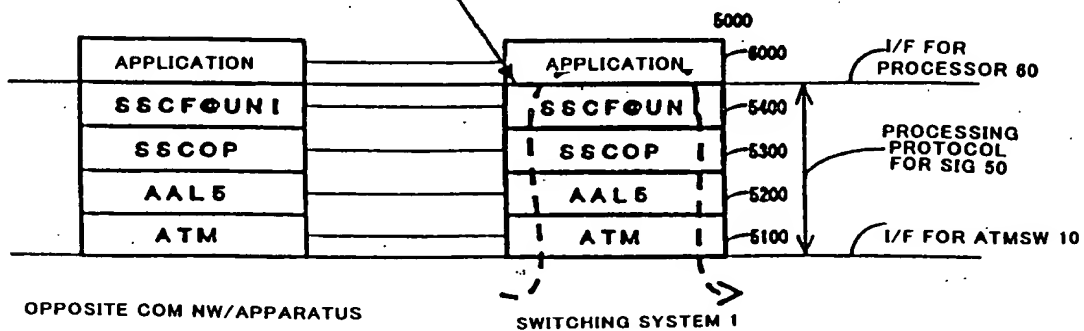 5000
APPLICATION
SSCF@UNI
SSCOP
AAL5
ATM
APPLICATION
SSCF@UN
SSCOP
AAL5
ATM
6000
5400
5300
5200
5100
I/F FOR
PROCESSOR 60
PROCESSING
PROTOCOL
FOR SIG 50
I/F FOR ATMSW 10
OPPOSITE COM NW/APPARATUS
SWITCHING SYSTEM 1